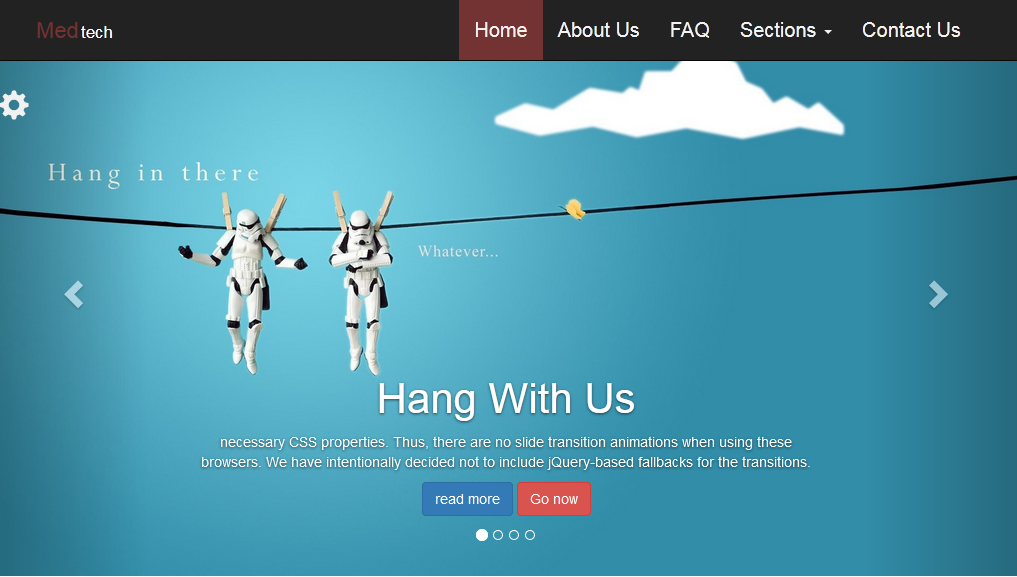 Medtech Home About Us FAQ Sections Contact Us
Hang in there
Whatever...
Hang With Us
necessary CSS properties. Thus, there are no slide transition animations when using these
browsers. We have intentionally decided not to include jQuery-based fallbacks for the transitions.
read more Go now